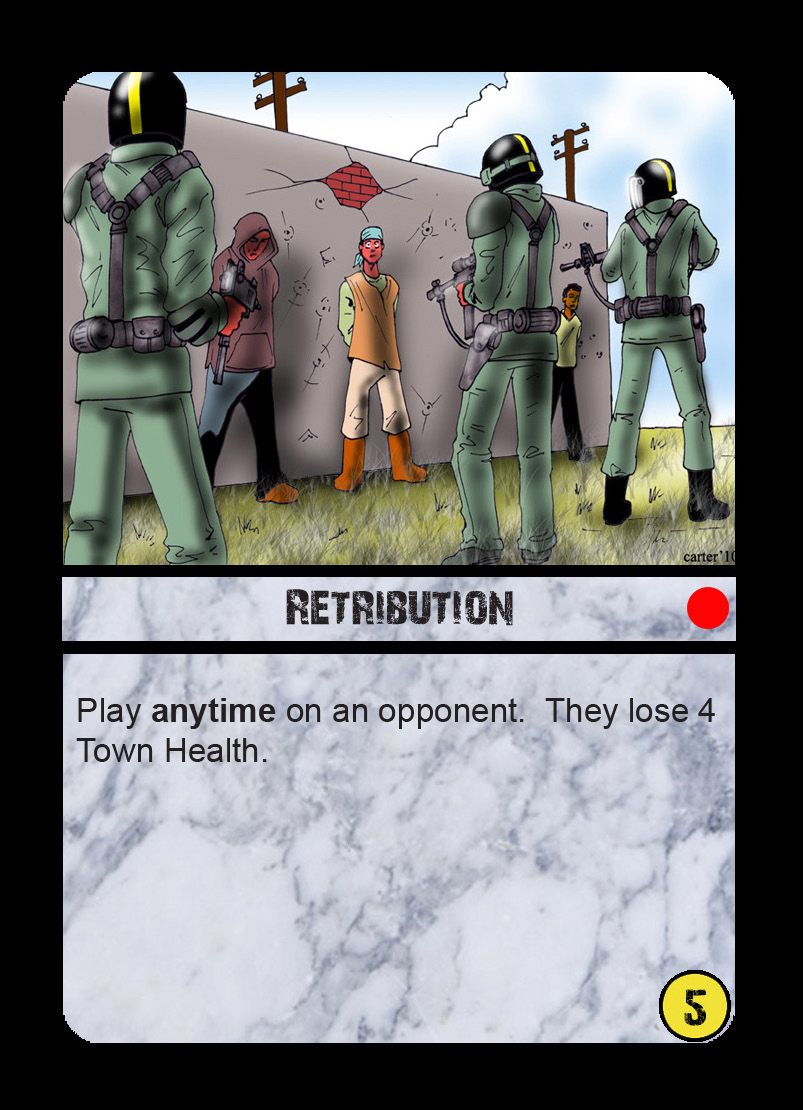 carter'10
RETRIBUTION
Play anytime on an opponent.  They lose 4
Town Health.
5